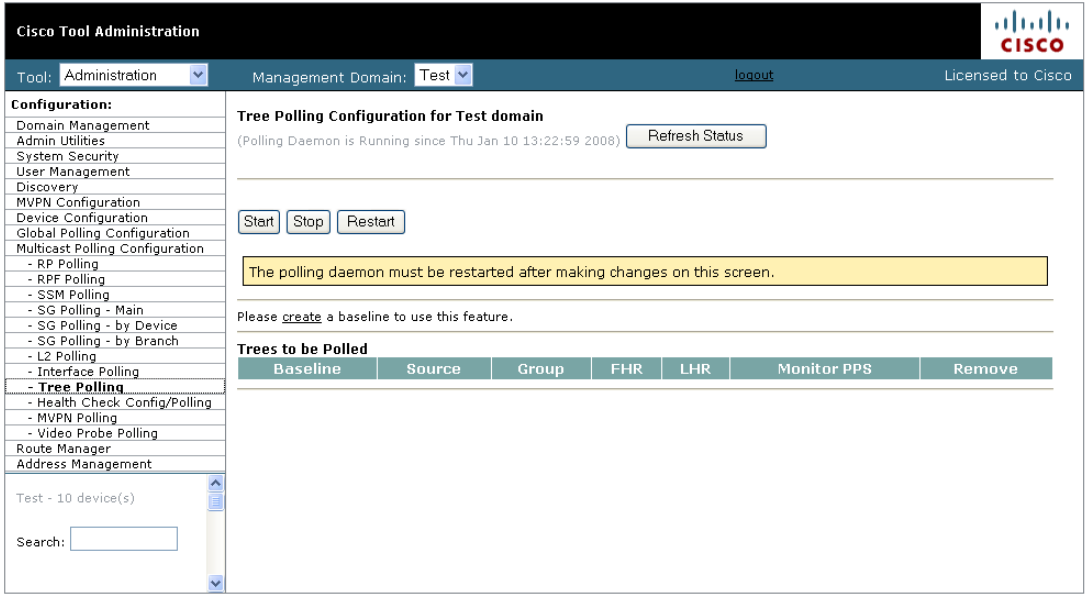 Cisco Tool Administration
CISCO
Tool: Administration Management Domain: Test logout Licensed to Cisco
Configuration:
Domain Management
Admin Utilities
System Security
User Management
Discovery
MVPN Configuration
Device Configuration
Global Polling Configuration
Multicast Polling Configuration
- RP Polling
- RPF Polling
- SSM Polling
- SG Polling - Main
- SG Polling - by Device
- SG Polling - by Branch
- L2 Polling
- Interface Polling
- Tree Polling
- Health Check Config/Polling
- MVPN Polling
- Video Probe Polling
Route Manager
Address Management
Test - 10 device(s)
Search:
Tree Polling Configuration for Test domain
(Polling Daemon is Running since Thu Jan 10 13:22:59 2008) Refresh Status
Start Stop Restart
The polling daemon must be restarted after making changes on this screen.
Please create a baseline to use this feature.
Trees to be Polled
Baseline Source Group FHR LHR Monitor PPS Remove